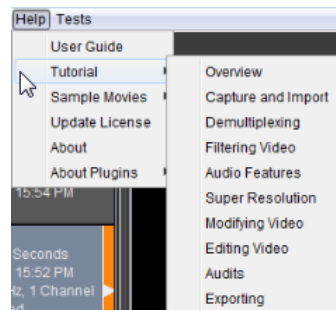 Help Tests
User Guide
Tutorial
Sample Movies
Update License
About
About Plugins
Overview
Capture and Import
Demultiplexing
Filtering Video
Audio Features
Super Resolution
Modifying Video
Editing Video
Audits
Exporting
15:54 PM
Seconds
15:52 PM
Hz, 1 Channel